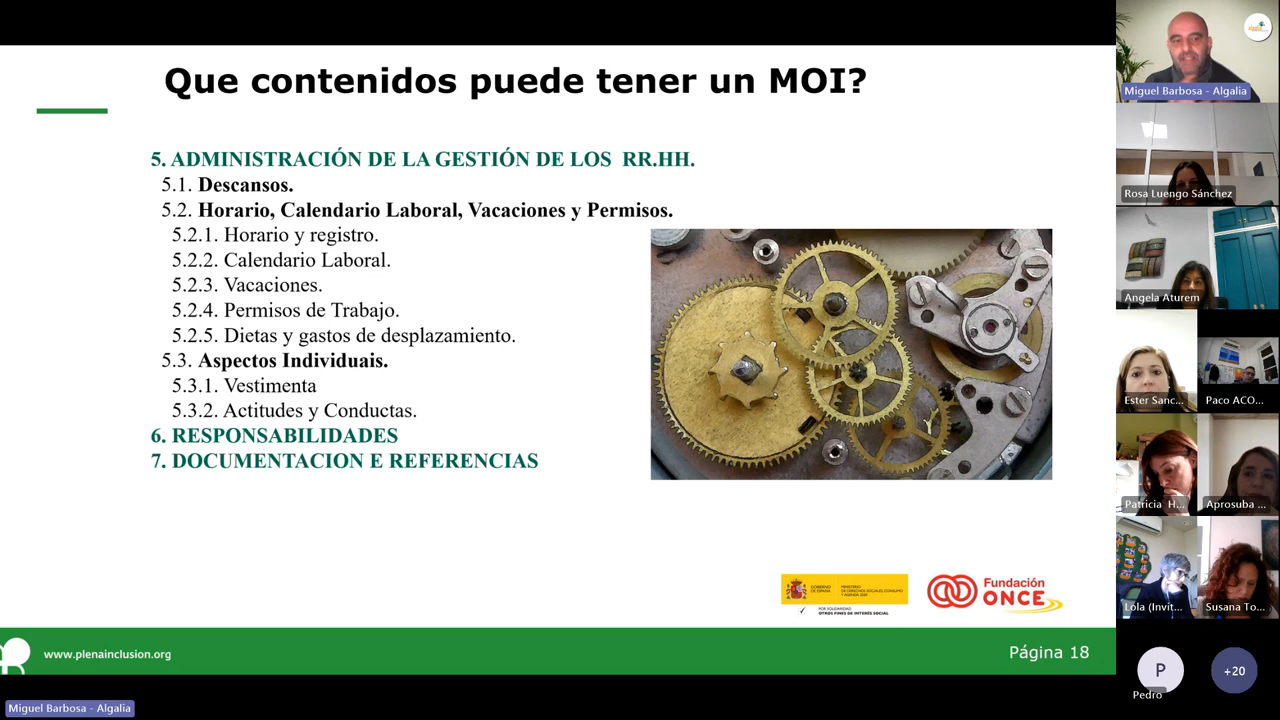 Que contenidos puede tener un MOI?
5. ADMINISTRACIÓN DE LA GESTIÓN DE LOS RR.HH.
5.1. Descansos.
5.2. Horario, Calendario Laboral, Vacaciones y Permisos.
5.2.1. Horario y registro.
5.2.2. Calendario Laboral.
5.2.3. Vacaciones.
5.2.4. Permisos de Trabajo.
5.2.5. Dietas y gastos de desplazamiento.
5.3. Aspectos Individuais.
5.3.1. Vestimenta
5.3.2. Actitudes y Conductas.
6. RESPONSABILIDADES
7. DOCUMENTACION E REFERENCIAS
GOBIERNO
DE ESPAÑA
MINISTERIO
DE DERECHOS SOCIALES, CONSUMO
Y AGENDA 2030
POR SOLIDARIDAD
OTROS FINES DE INTERÉS SOCIAL
Fundación
ONCE
www.plenainclusion.org
Página 18
Miguel Barbosa - Algalia
Miguel Barbosa - Algalia
Rosa Luengo Sánchez
Angela Aturem
Ester Sanc...
Paco ACO...
Patricia H...
Aprosuba ...
Lola (Invit...
Susana To...
P
Pedro
+20